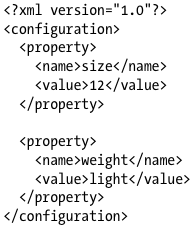 <?xml version="1.0"?>
<configuration>
  <property>
    <name>size</name>
    <value>12</value>
  </property>

  <property>
    <name>weight</name>
    <value>light</value>
  </property>
</configuration>